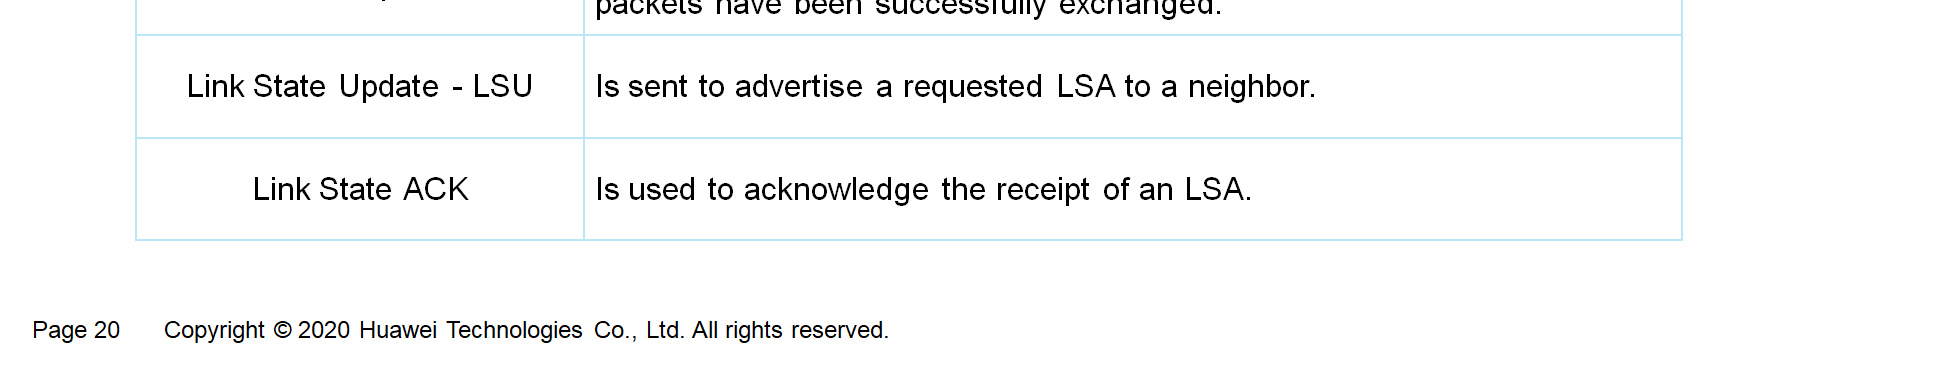 packets have been successfully exchanged.
Link State Update - LSU
Is sent to advertise a requested LSA to a neighbor.
Link State ACK
Is used to acknowledge the receipt of an LSA.
Page 20
Copyright © 2020 Huawei Technologies Co., Ltd. All rights reserved.